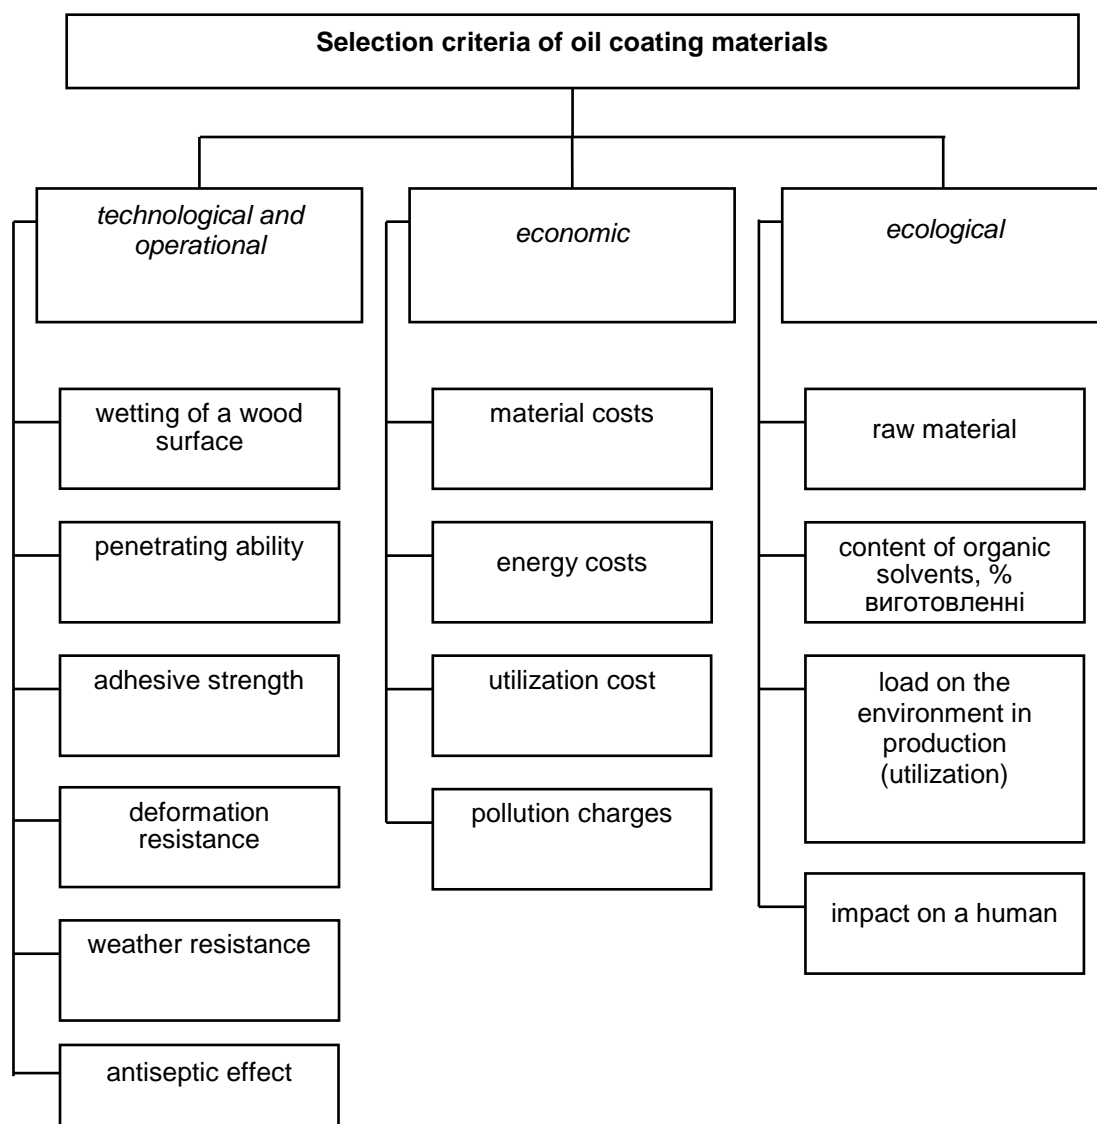 Selection criteria of oil coating materials
technological and
operational
economic
ecological
wetting of a wood
surface
penetrating ability
adhesive strength
deformation
resistance
weather resistance
antiseptic effect
material costs
energy costs
utilization cost
pollution charges
raw material
content of organic
solvents, %
виготовленні
load on the
environment in
production
(utilization)
impact on a human